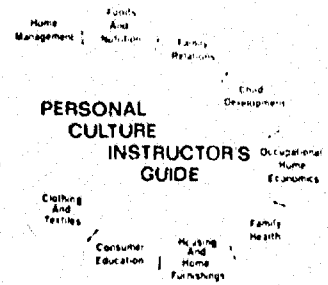 Home
Management
Foods
And
Nutrition
Family
Relations
Child
Development
PERSONAL
CULTURE
INSTRUCTOR'S
GUIDE
Occupational
Home
Economics
Family
Health
Housing
And
Home
Furnishings
Consumer
Education
Clothing
And
Textiles